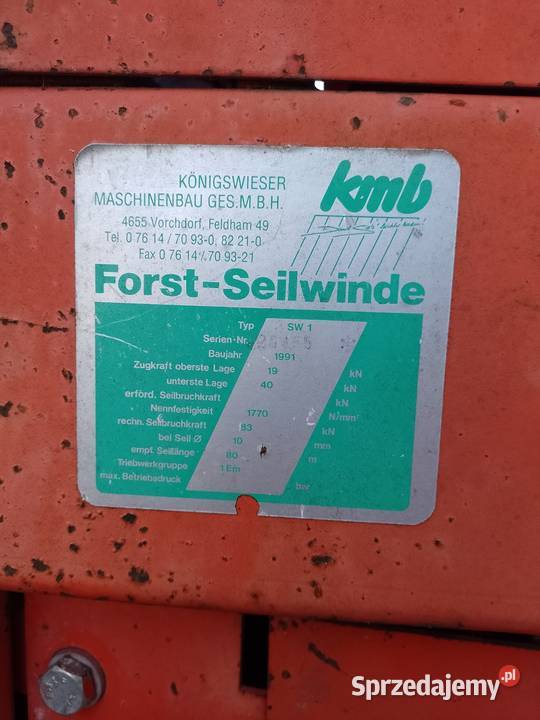 KÖNIGSWIESER
MASCHINENBAU GES.M.B.H.
4655 Vorchdorf, Feldham 49
Tel. 0 76 14 / 70 93-0, 82 21-0
Fax 0 76 14 / 70 93-21
kmb
Forst-Seilwinde
Typ SW 1
Serien-Nr.
Baujahr 1991
Zugkraft oberste Lage 19 kN
unterste Lage 40 kN
erford. Seilbruchkraft kN
Nennfestigkeit 1770 N/mm²
rechn. Seilbruchkraft 83 kN
bei Seil Ø 10 mm
empf. Seillänge 80 m
Triebwerkgruppe 1 Em
max. Betriebsdruck bar
Sprzedajemy.pl